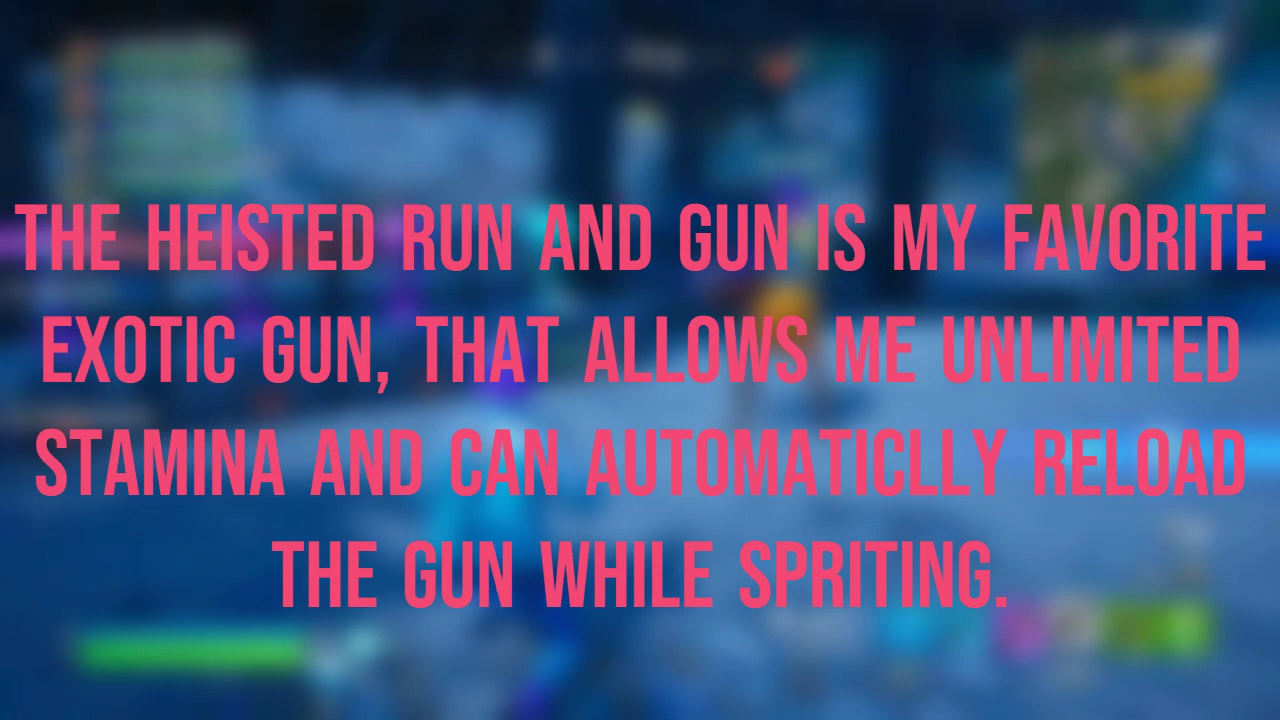 THE HEISTED RUN AND GUN IS MY FAVORITE
EXOTIC GUN, THAT ALLOWS ME UNLIMITED
STAMINA AND CAN AUTOMATICLLY RELOAD
THE GUN WHILE SPRITING.